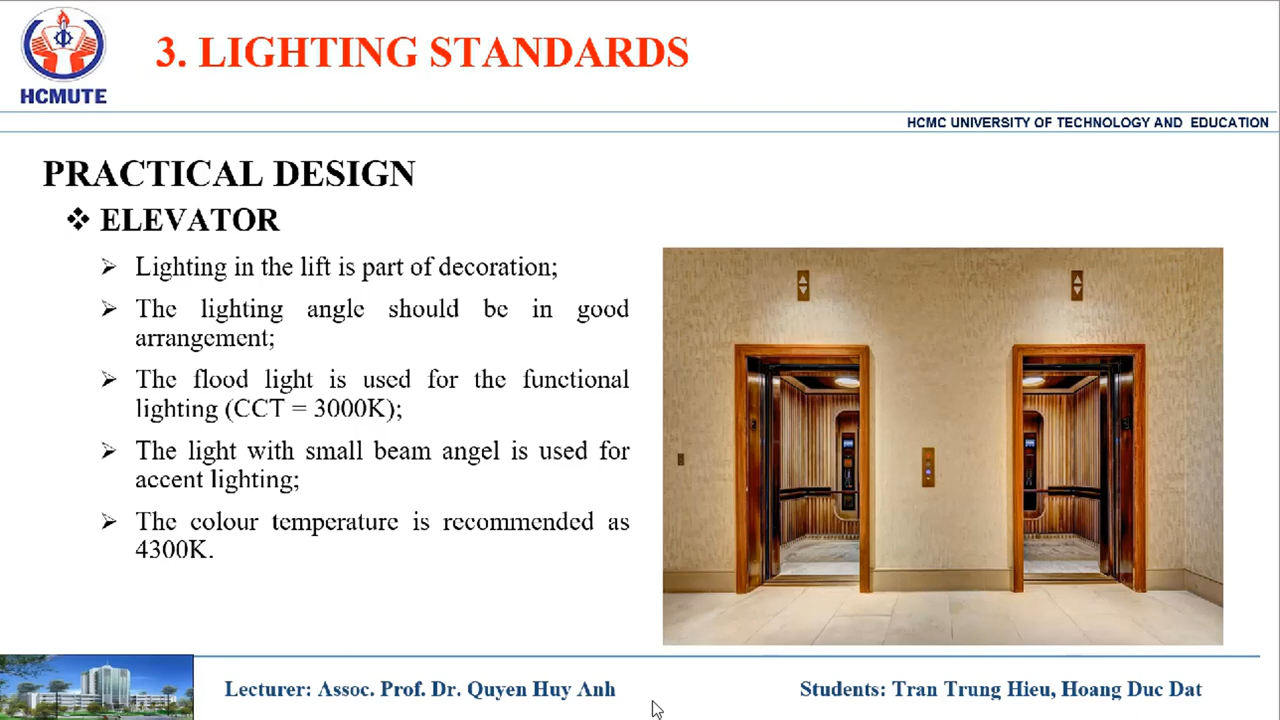 3. LIGHTING STANDARDS
HCMUTE
HCMC UNIVERSITY OF TECHNOLOGY AND EDUCATION
PRACTICAL DESIGN
❖ ELEVATOR
➢ Lighting in the lift is part of decoration;
➢ The lighting angle should be in good
arrangement;
➢ The flood light is used for the functional
lighting (CCT = 3000K);
➢ The light with small beam angel is used for
accent lighting;
➢ The colour temperature is recommended as
4300K.
Lecturer: Assoc. Prof. Dr. Quyen Huy Anh
Students: Tran Trung Hieu, Hoang Duc Dat